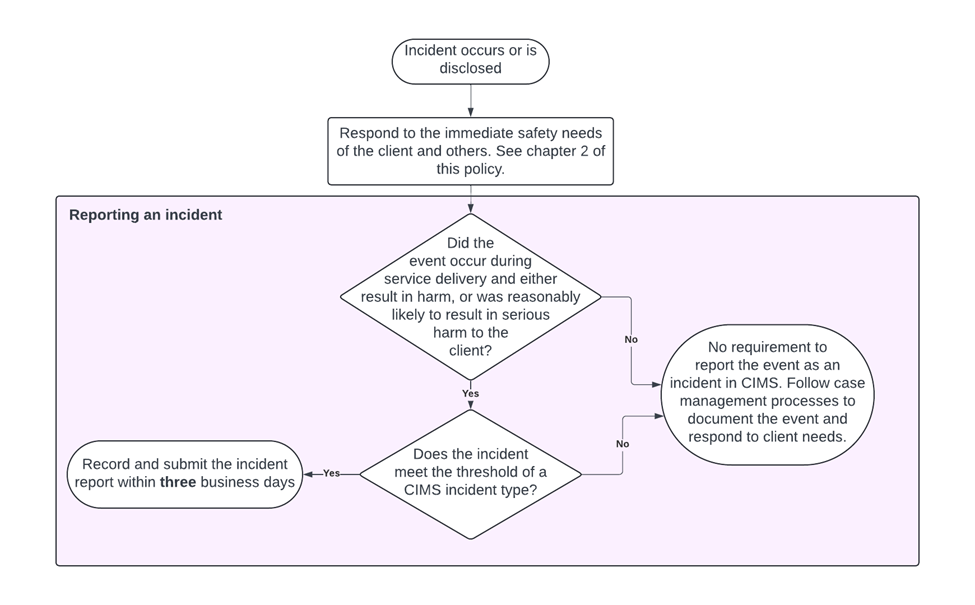 Incident occurs or is
disclosed
Respond to the immediate safety needs
of the client and others. See chapter 2 of
this policy.
Reporting an incident
Did the
event occur during
service delivery and either
result in harm, or was reasonably
likely to result in serious
harm to the
client?
No
No requirement to
report the event as an
incident in CIMS. Follow case
management processes to
document the event and
respond to client needs.
Yes
Does the incident
meet the threshold of a
CIMS incident type?
No
Yes
Record and submit the incident
report within three business days